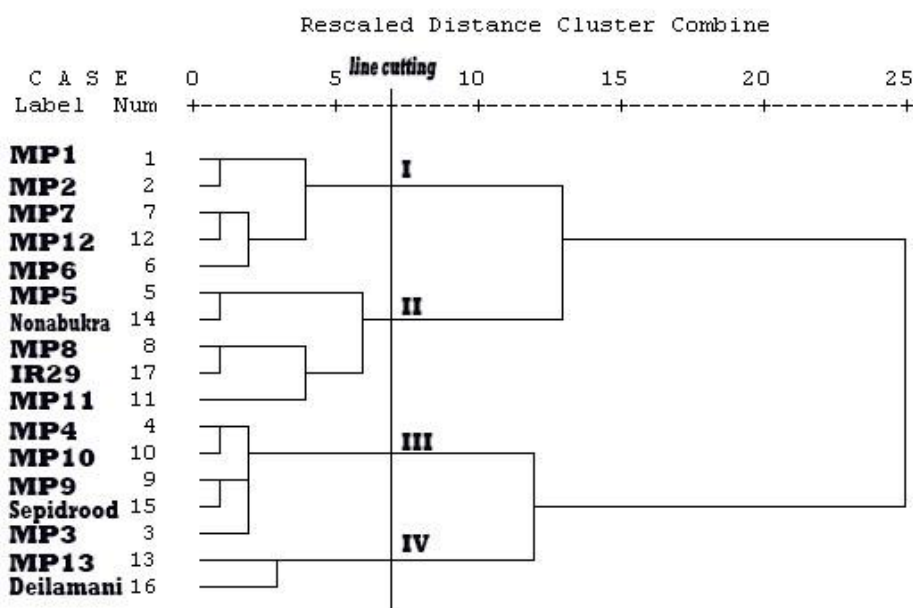 Rescaled Distance Cluster Combine
line cutting
C A S E 0 5 10 15 20 25
Label Num +---------+---------+---------+---------+---------+
MP1 1
I
MP2 2
MP7 7
MP12 12
MP6 6
MP5 5
II
Nonabukra 14
MP8 8
IR29 17
MP11 11
MP4 4
III
MP10 10
MP9 9
Sepidrood 15
MP3 3
IV
MP13 13
Deilamani 16